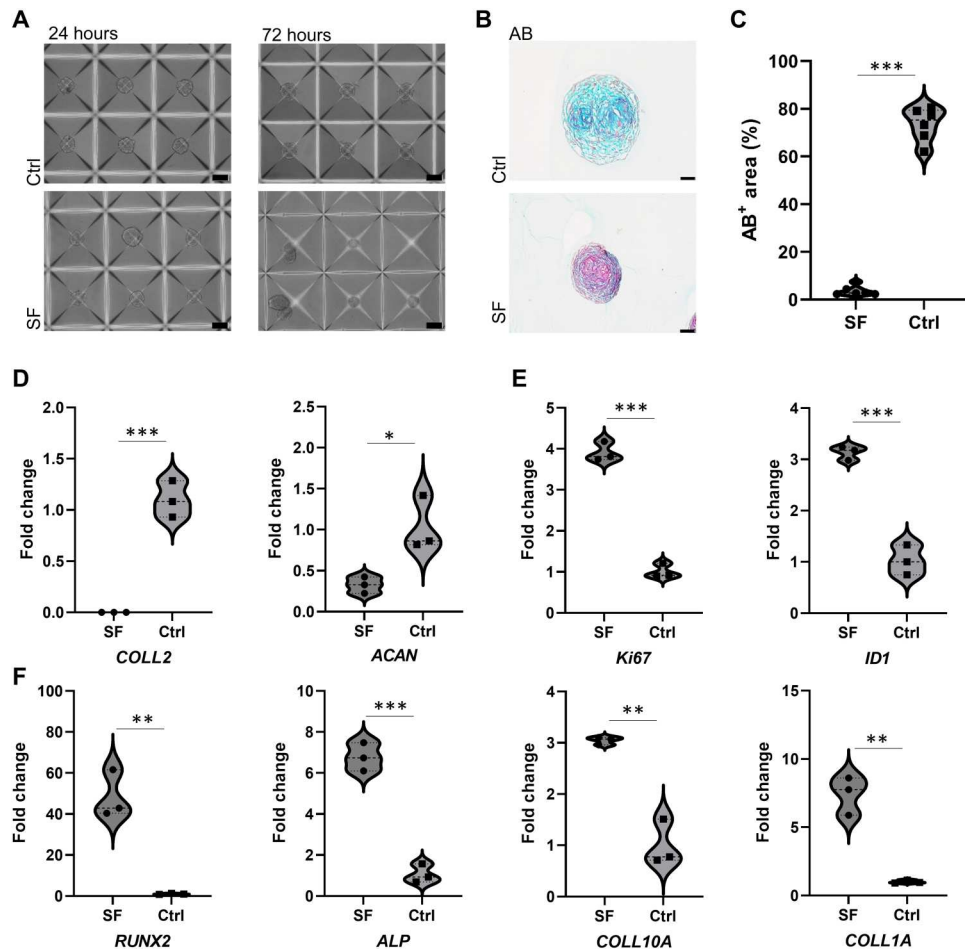 A
24 hours
72 hours
Ctrl
SF
B
AB
Ctrl
SF
C
***
AB+ area (%)
100
80
60
40
20
0
SF Ctrl
D
***
Fold change
2.0
1.5
1.0
0.5
0.0
SF Ctrl
COLL2
*
Fold change
2.5
2.0
1.5
1.0
0.5
0.0
SF Ctrl
ACAN
E
***
Fold change
5
4
3
2
1
0
SF Ctrl
Ki67
***
Fold change
4
3
2
1
0
SF Ctrl
ID1
F
**
Fold change
100
80
60
40
20
0
SF Ctrl
RUNX2
***
Fold change
10
8
6
4
2
0
SF Ctrl
ALP
**
Fold change
4
3
2
1
0
SF Ctrl
COLL10A
**
Fold change
15
10
5
0
SF Ctrl
COLL1A